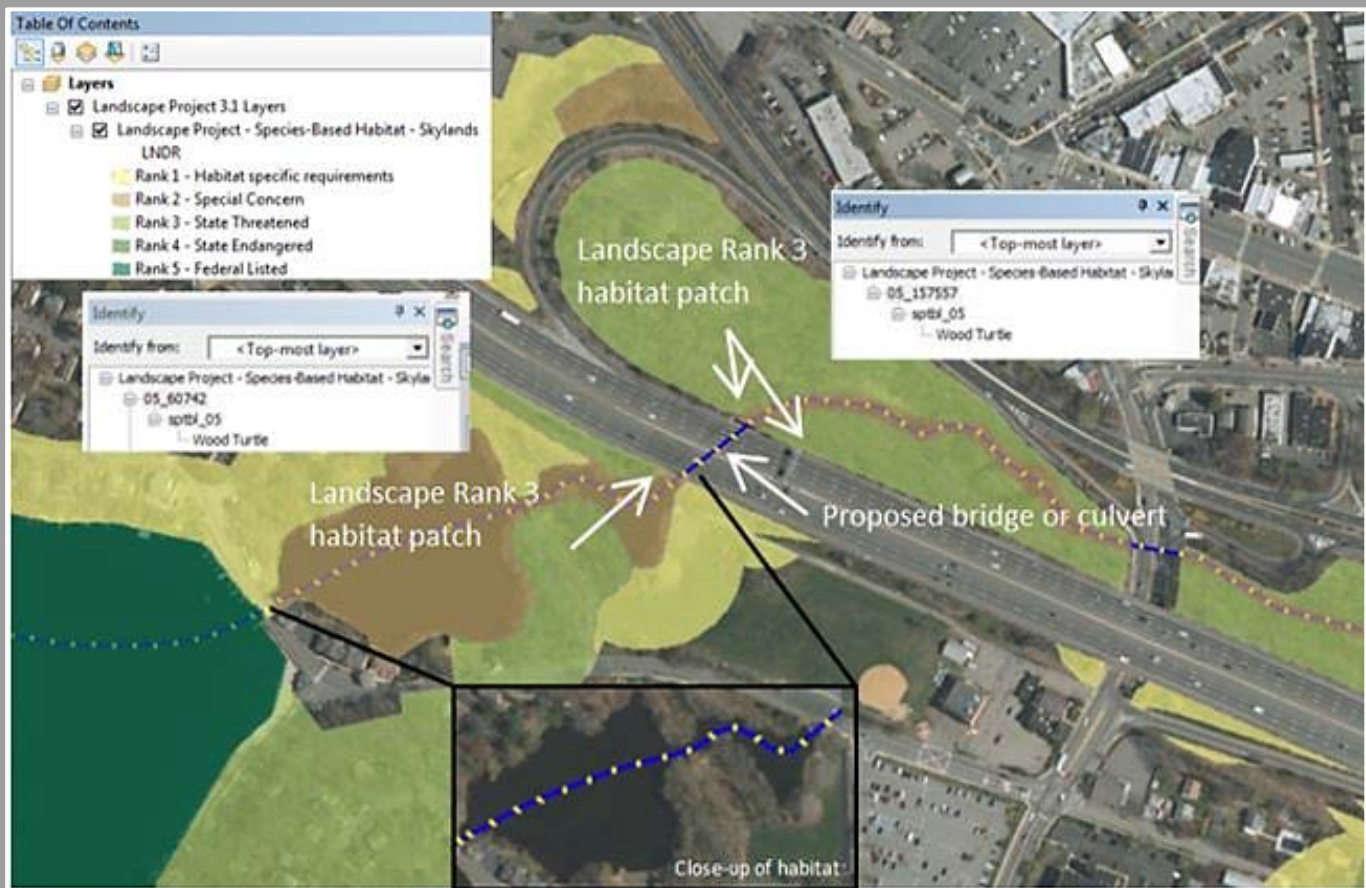 Table Of Contents
Layers
Landscape Project 3.1 Layers
Landscape Project - Species-Based Habitat - Skylands
LNDR
Rank 1 - Habitat specific requirements
Rank 2 - Special Concern
Rank 3 - State Threatened
Rank 4 - State Endangered
Rank 5 - Federal Listed
Identify
Identify from: <Top-most layer>
Landscape Project - Species-Based Habitat - Skyla
05_157557
sptbl_05
Wood Turtle
Search
Landscape Rank 3
habitat patch
Identify
Identify from: <Top-most layer>
Landscape Project - Species-Based Habitat - Skyla
05_60742
sptbl_05
Wood Turtle
Search
Landscape Rank 3
habitat patch
Proposed bridge or culvert
Close-up of habitat